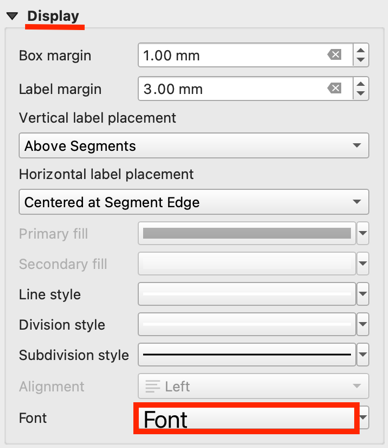 Display
Box margin 1.00 mm
Label margin 3.00 mm
Vertical label placement
Above Segments
Horizontal label placement
Centered at Segment Edge
Primary fill
Secondary fill
Line style
Division style
Subdivision style
Alignment Left
Font Font